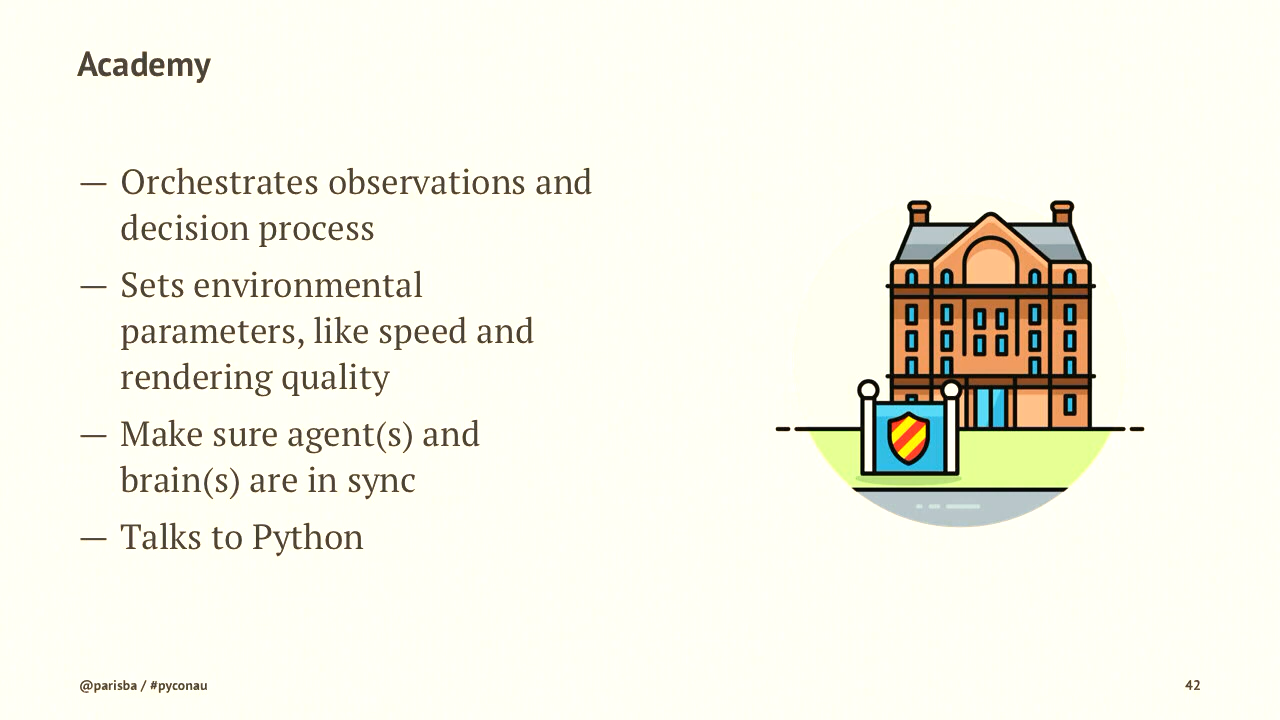 Academy
— Orchestrates observations and
decision process
— Sets environmental
parameters, like speed and
rendering quality
— Make sure agent(s) and
brain(s) are in sync
— Talks to Python
@parisba / #pyconau
42